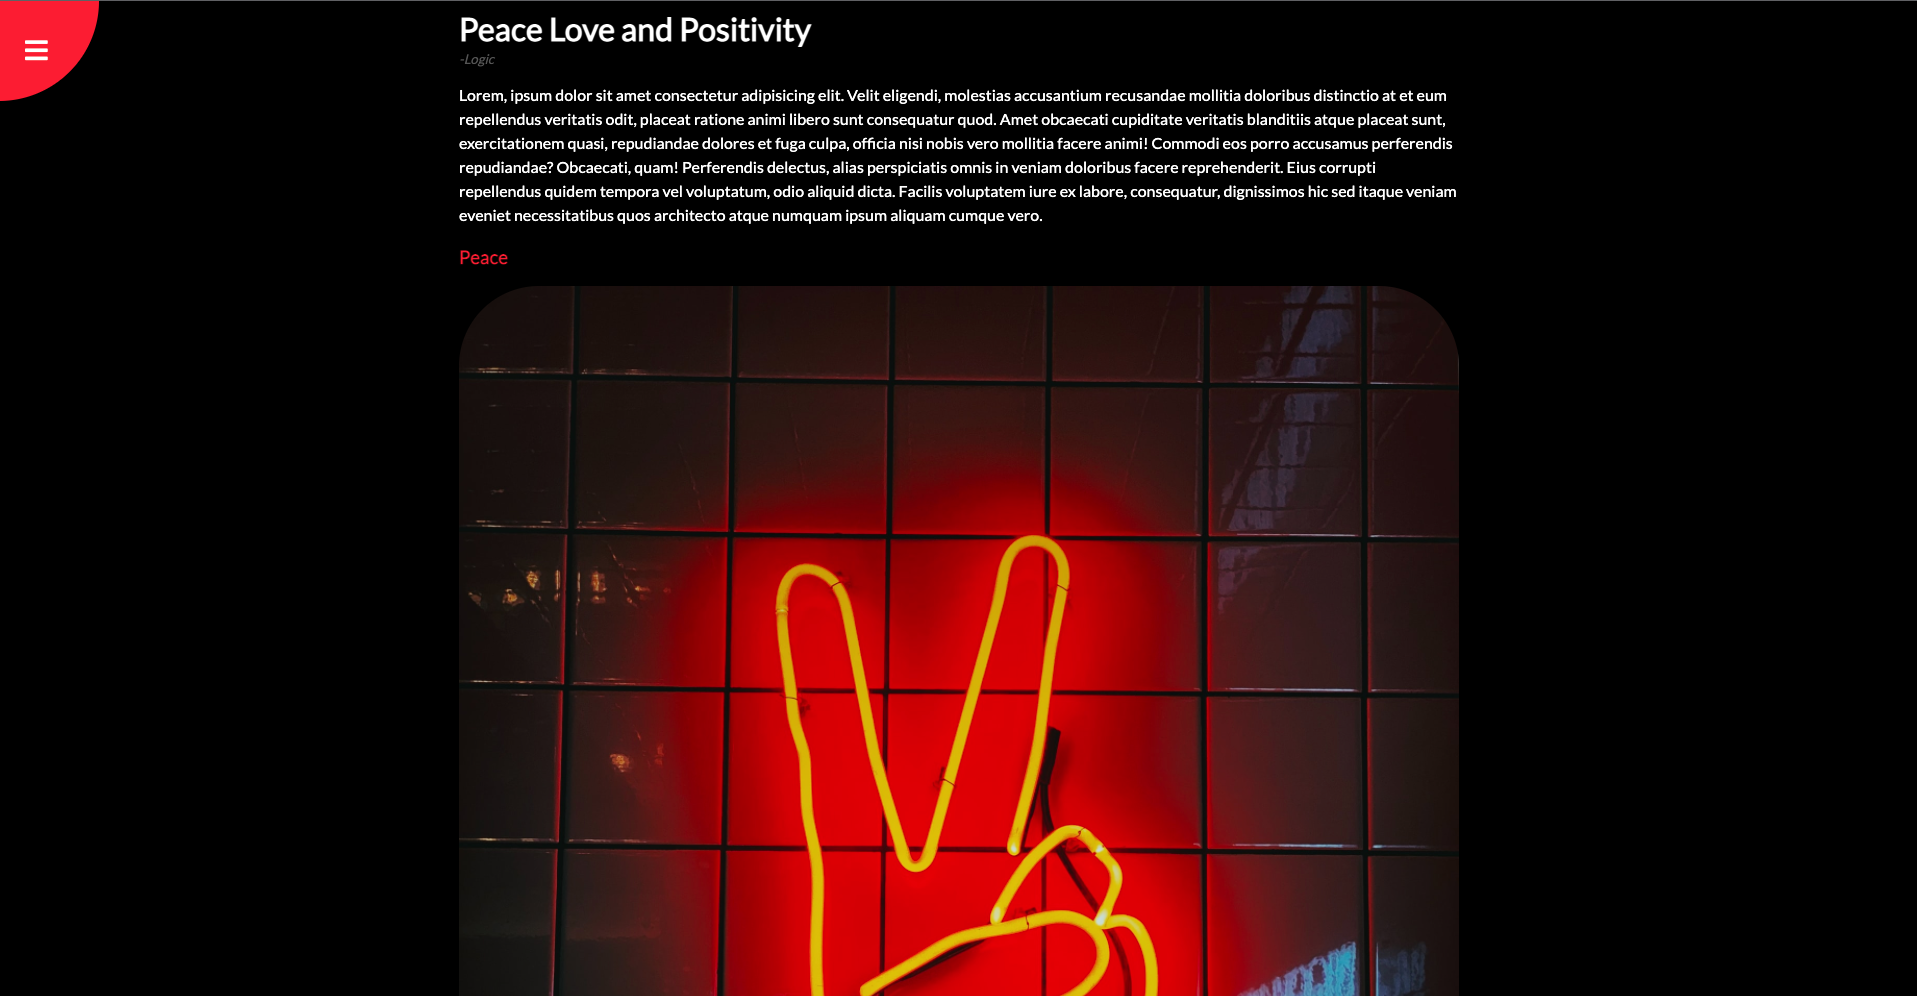 Peace Love and Positivity
-Logic
Lorem, ipsum dolor sit amet consectetur adipisicing elit. Velit eligendi, molestias accusantium recusandae mollitia doloribus distinctio at et eum
repellendus veritatis odit, placeat ratione animi libero sunt consequatur quod. Amet obcaecati cupiditate veritatis blanditiis atque placeat sunt,
exercitationem quasi, repudiandae dolores et fuga culpa, officia nisi nobis vero mollitia facere animi! Commodi eos porro accusamus perferendis
repudiandae? Obcaecati, quam! Perferendis delectus, alias perspiciatis omnis in veniam doloribus facere reprehenderit. Eius corrupti
repellendus quidem tempora vel voluptatum, odio aliquid dicta. Facilis voluptatem iure ex labore, consequatur, dignissimos hic sed itaque veniam
eveniet necessitatibus quos architecto atque numquam ipsum aliquam cumque vero.
Peace